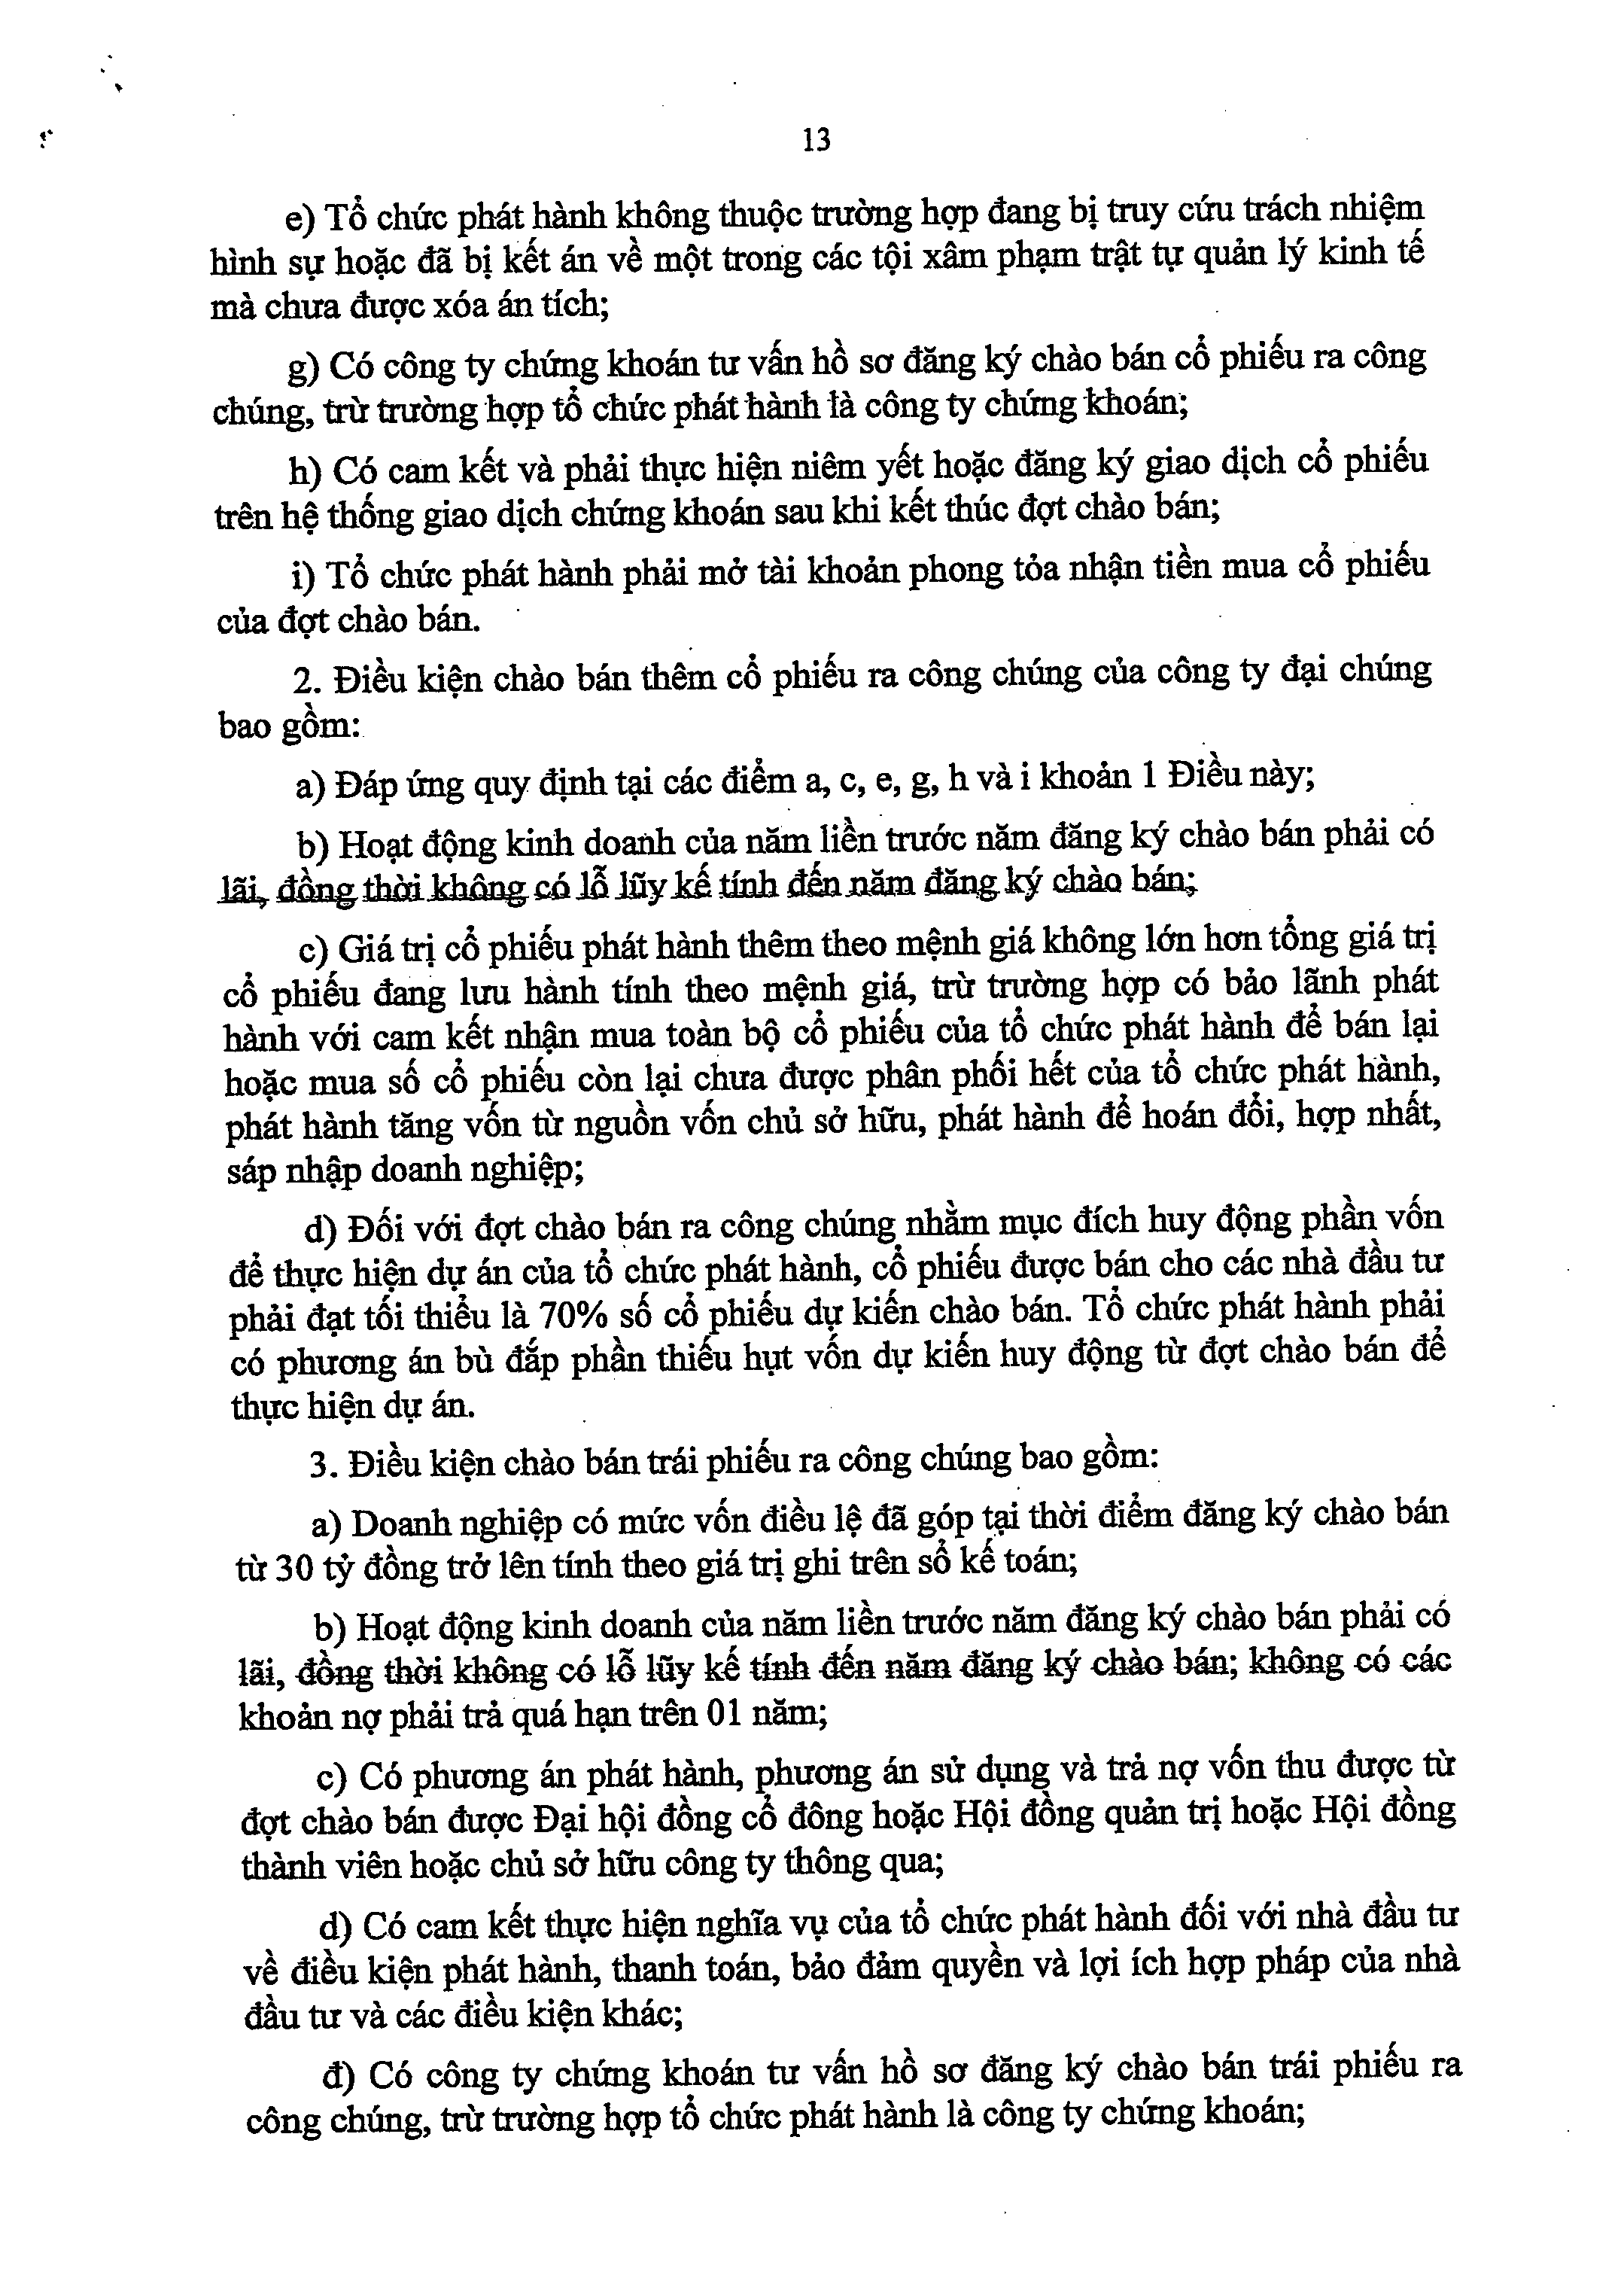 13
e) Tổ chức phát hành không thuộc trường hợp đang bị truy cứu trách nhiệm
hình sự hoặc đã bị kết án về một trong các tội xâm phạm trật tự quản lý kinh tế
mà chưa được xóa án tích;
g) Có công ty chứng khoán tư vấn hồ sơ đăng ký chào bán cổ phiếu ra công
chúng, trừ trường hợp tổ chức phát hành là công ty chứng khoán;
h) Có cam kết và phải thực hiện niêm yết hoặc đăng ký giao dịch cổ phiếu
trên hệ thống giao dịch chứng khoán sau khi kết thúc đợt chào bán;
i) Tổ chức phát hành phải mở tài khoản phong tỏa nhận tiền mua cổ phiếu
của đợt chào bán.
2. Điều kiện chào bán thêm cổ phiếu ra công chúng của công ty đại chúng
bao gồm:
a) Đáp ứng quy định tại các điểm a, c, e, g, h và i khoản 1 Điều này;
b) Hoạt động kinh doanh của năm liền trước năm đăng ký chào bán phải có
lãi, đồng thời không có lỗ lũy kế tính đến năm đăng ký chào bán;
c) Giá trị cổ phiếu phát hành thêm theo mệnh giá không lớn hơn tổng giá trị
cổ phiếu đang lưu hành tính theo mệnh giá, trừ trường hợp có bảo lãnh phát
hành với cam kết nhận mua toàn bộ cổ phiếu của tổ chức phát hành để bán lại
hoặc mua số cổ phiếu còn lại chưa được phân phối hết của tổ chức phát hành,
phát hành tăng vốn từ nguồn vốn chủ sở hữu, phát hành để hoán đổi, hợp nhất,
sáp nhập doanh nghiệp;
d) Đối với đợt chào bán ra công chúng nhằm mục đích huy động phần vốn
để thực hiện dự án của tổ chức phát hành, cổ phiếu được bán cho các nhà đầu tư
phải đạt tối thiểu là 70% số cổ phiếu dự kiến chào bán. Tổ chức phát hành phải
có phương án bù đắp phần thiếu hụt vốn dự kiến huy động từ đợt chào bán để
thực hiện dự án.
3. Điều kiện chào bán trái phiếu ra công chúng bao gồm:
a) Doanh nghiệp có mức vốn điều lệ đã góp tại thời điểm đăng ký chào bán
từ 30 tỷ đồng trở lên tính theo giá trị ghi trên sổ kế toán;
b) Hoạt động kinh doanh của năm liền trước năm đăng ký chào bán phải có
lãi, đồng thời không có lỗ lũy kế tính đến năm đăng ký chào bán; không có các
khoản nợ phải trả quá hạn trên 01 năm;
c) Có phương án phát hành, phương án sử dụng và trả nợ vốn thu được từ
đợt chào bán được Đại hội đồng cổ đông hoặc Hội đồng quản trị hoặc Hội đồng
thành viên hoặc chủ sở hữu công ty thông qua;
d) Có cam kết thực hiện nghĩa vụ của tổ chức phát hành đối với nhà đầu tư
về điều kiện phát hành, thanh toán, bảo đảm quyền và lợi ích hợp pháp của nhà
đầu tư và các điều kiện khác;
đ) Có công ty chứng khoán tư vấn hồ sơ đăng ký chào bán trái phiếu ra
công chúng, trừ trường hợp tổ chức phát hành là công ty chứng khoán;